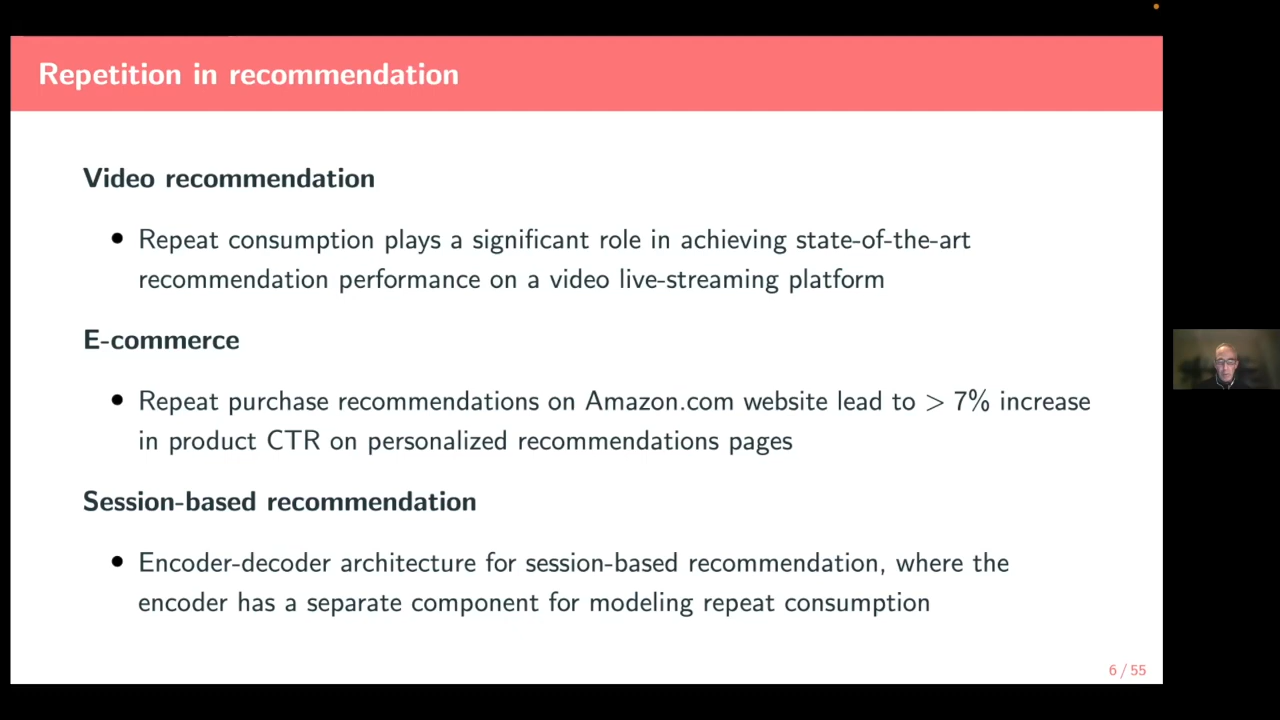 Repetition in recommendation
Video recommendation
• Repeat consumption plays a significant role in achieving state-of-the-art
recommendation performance on a video live-streaming platform
E-commerce
• Repeat purchase recommendations on Amazon.com website lead to > 7% increase
in product CTR on personalized recommendations pages
Session-based recommendation
• Encoder-decoder architecture for session-based recommendation, where the
encoder has a separate component for modeling repeat consumption
6 / 55